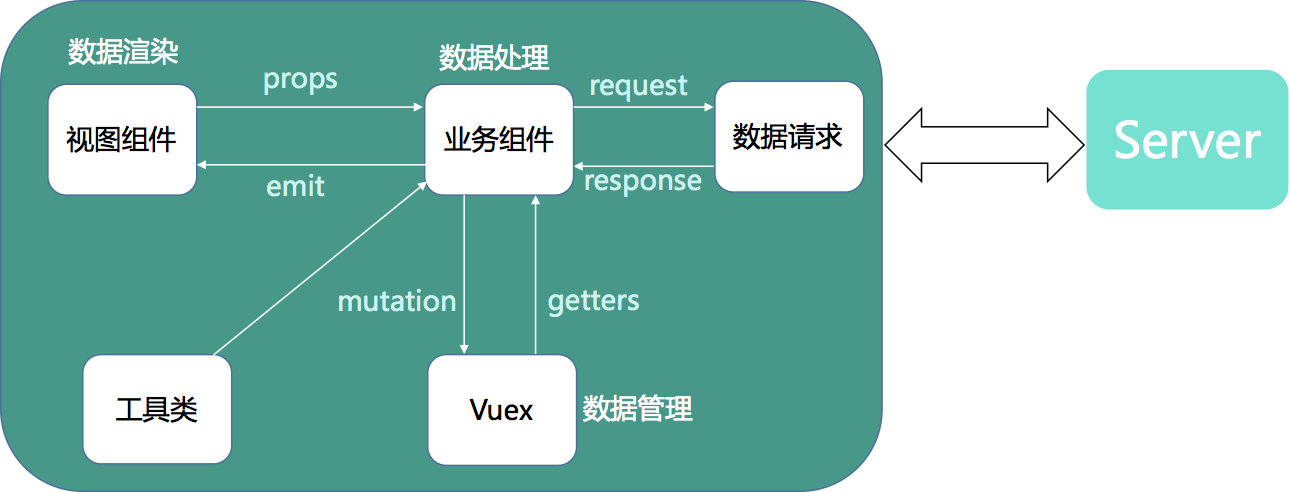 数据渲染
数据处理
props
request
视图组件
业务组件
数据请求
Server
emit
response
mutation
getters
工具类
Vuex
数据管理